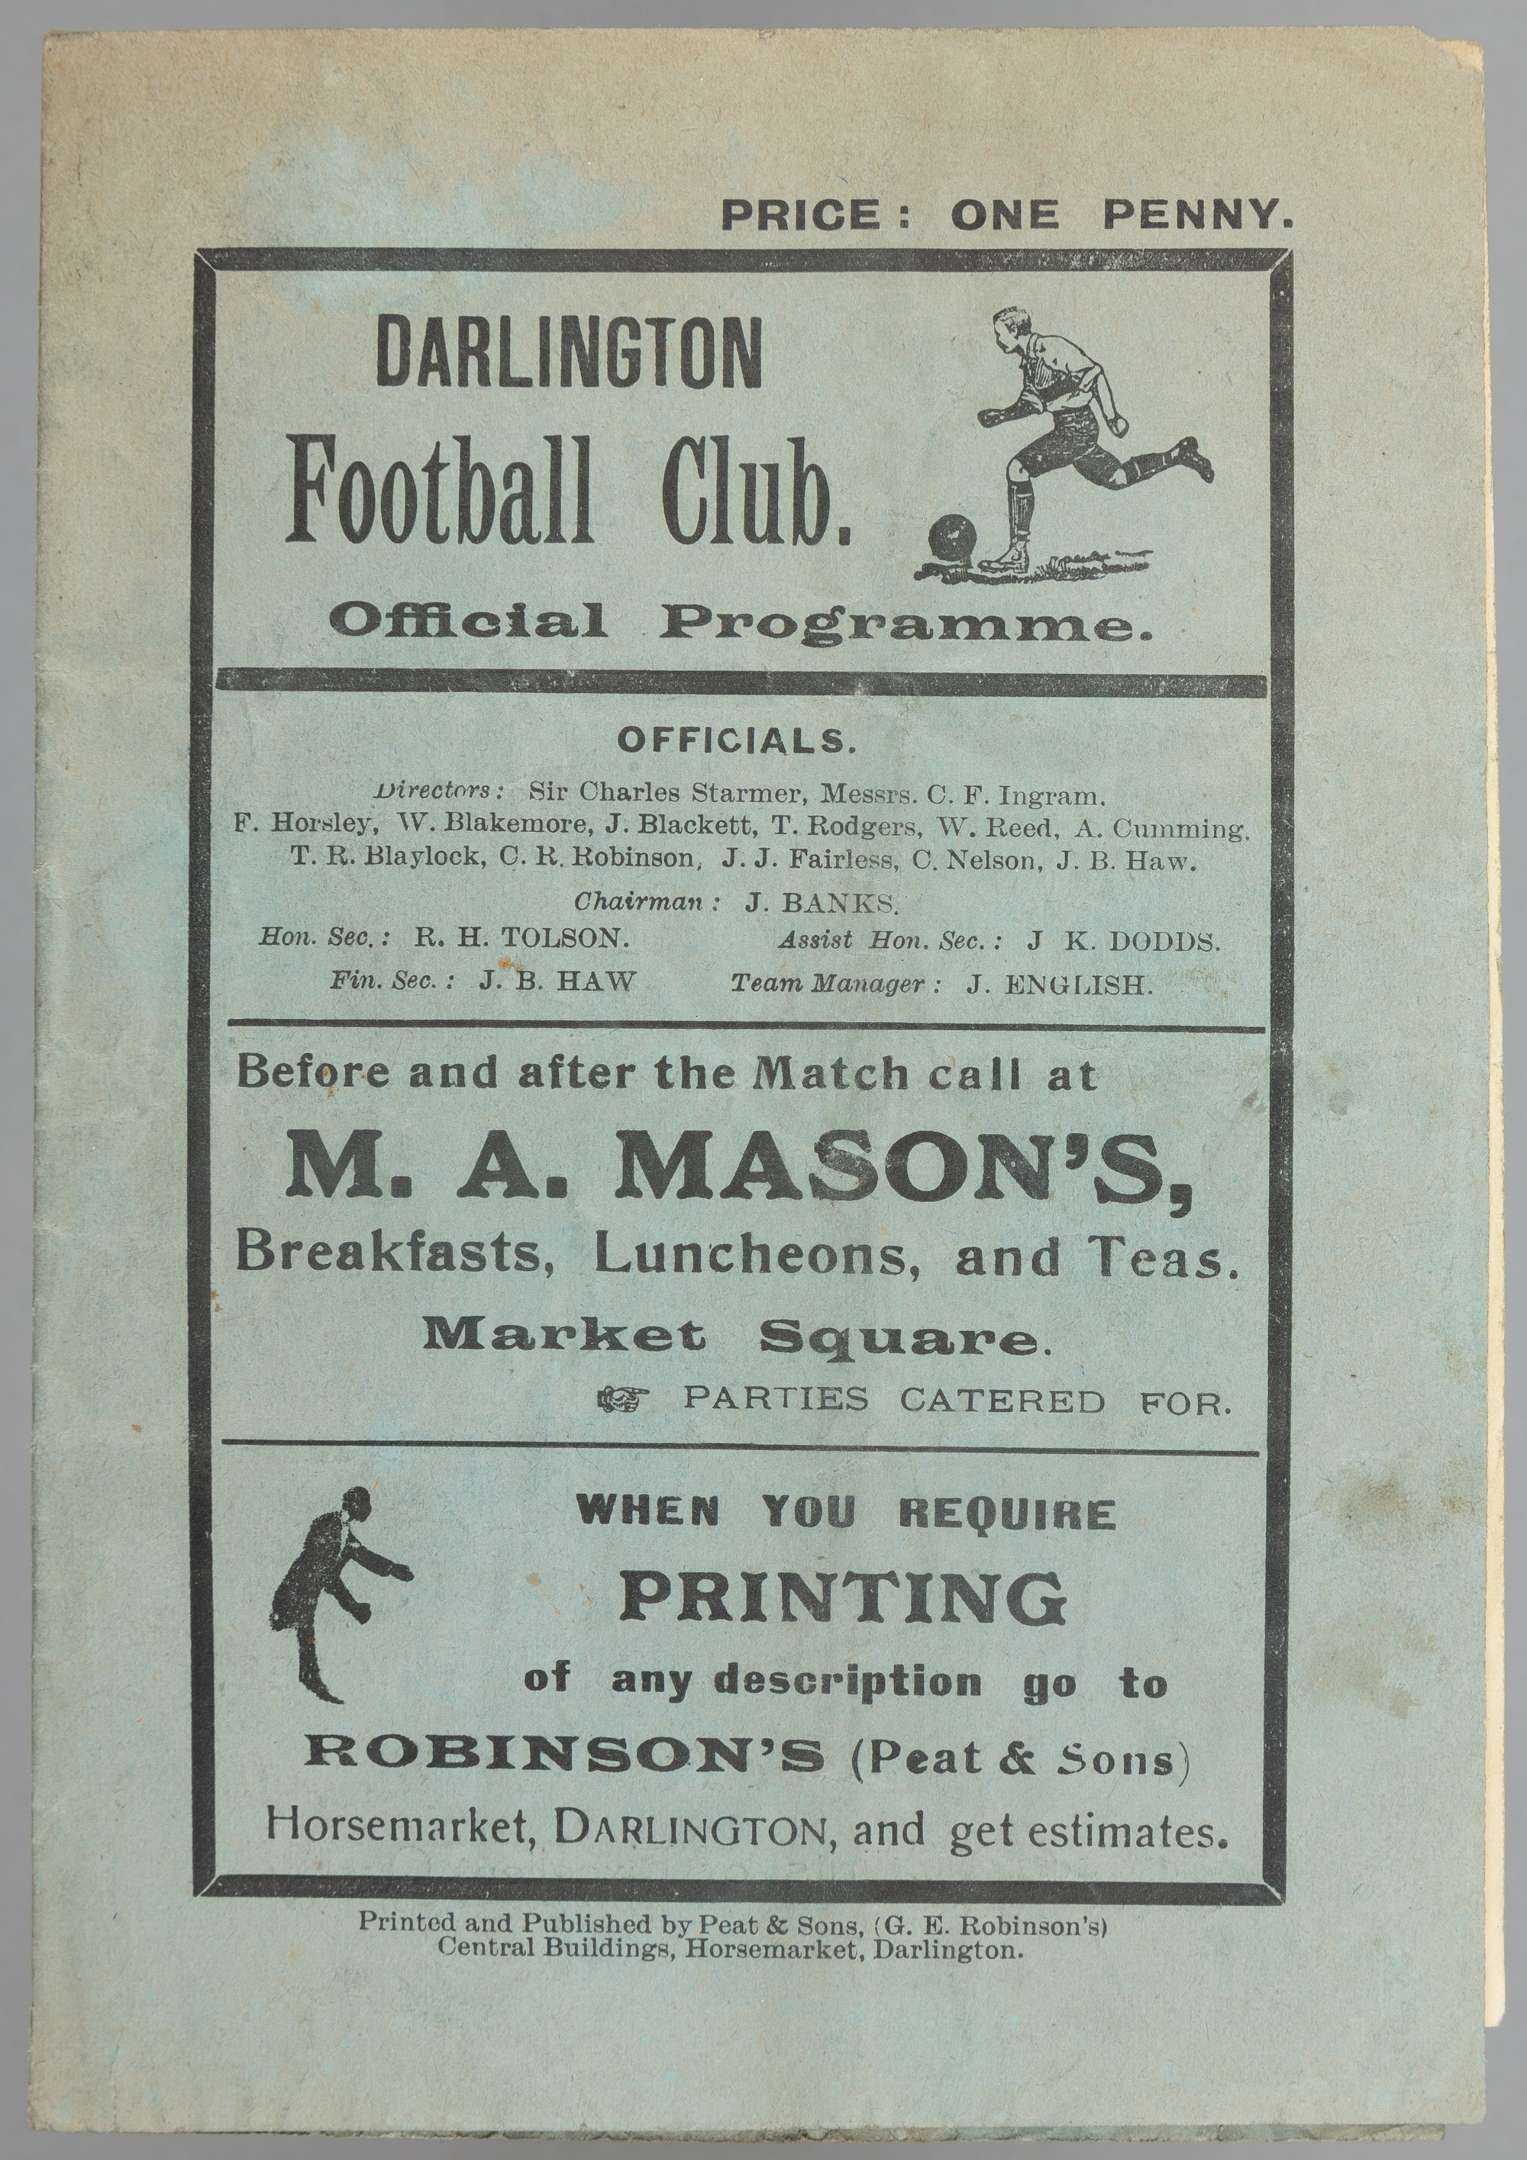 PRICE : ONE PENNY.
DARLINGTON
Football Club.
Official Programme.
OFFICIALS.
Directors : Sir Charles Starmer, Messrs. C. F. Ingram.
F. Horsley, W. Blakemore, J. Blackett, T. Rodgers, W. Reed, A. Cumming.
T. R. Blaylock, C. R. Robinson, J. J. Fairless, C. Nelson, J. B. Haw.
Chairman : J. BANKS.
Hon. Sec. : R. H. TOLSON. Assist Hon. Sec. : J K. DODDS.
Fin. Sec. : J. B. HAW Team Manager : J. ENGLISH.
Before and after the Match call at
M. A. MASON'S,
Breakfasts, Luncheons, and Teas.
Market Square.
☞ PARTIES CATERED FOR.
WHEN YOU REQUIRE
PRINTING
of any description go to
ROBINSON'S (Peat & Sons)
Horsemarket, DARLINGTON, and get estimates.
Printed and Published by Peat & Sons, (G. E. Robinson's)
Central Buildings, Horsemarket, Darlington.